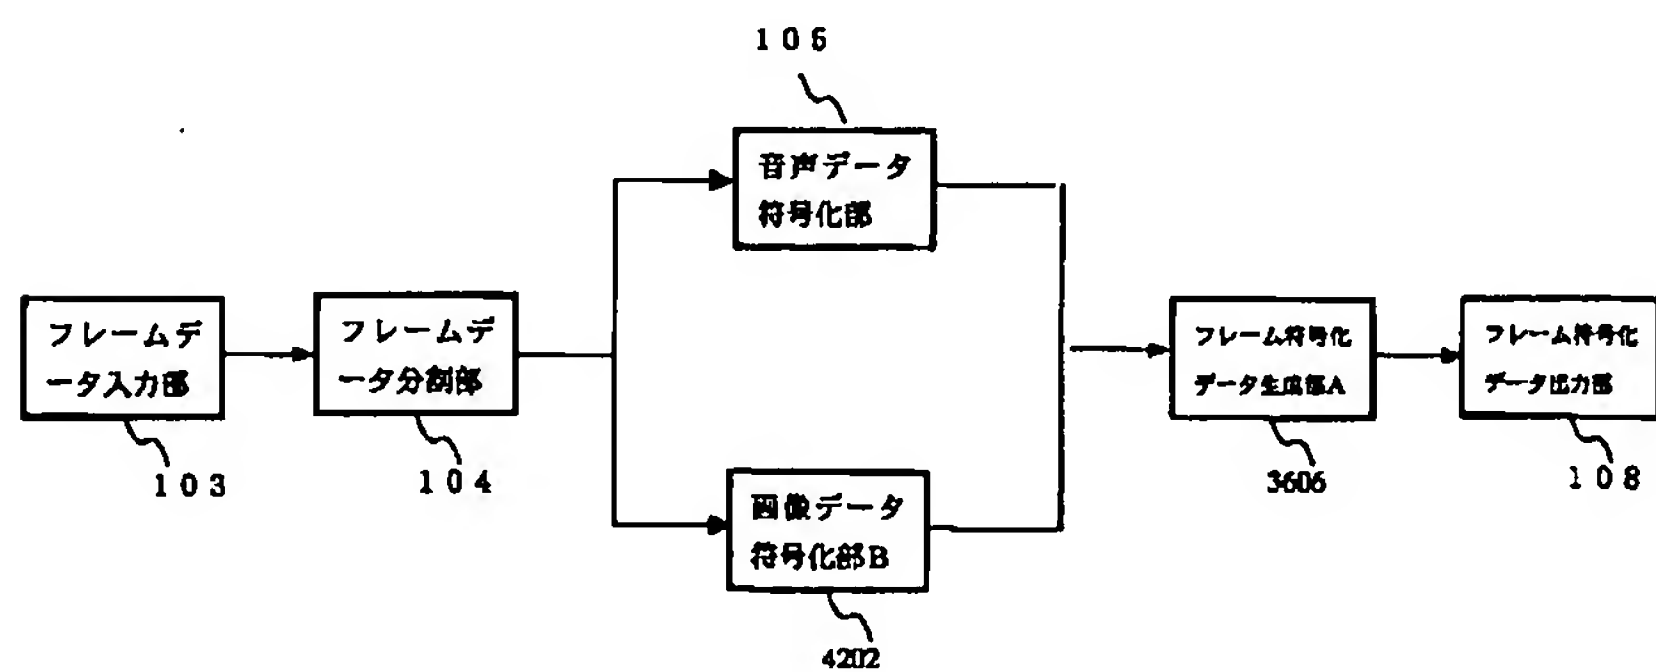 105
音声データ
符号化部
フレームデ
ータ入力部
103
フレームデ
ータ分割部
104
画像データ
符号化部B
4202
フレーム符号化
データ生成部A
3606
フレーム符号化
データ出力部
108